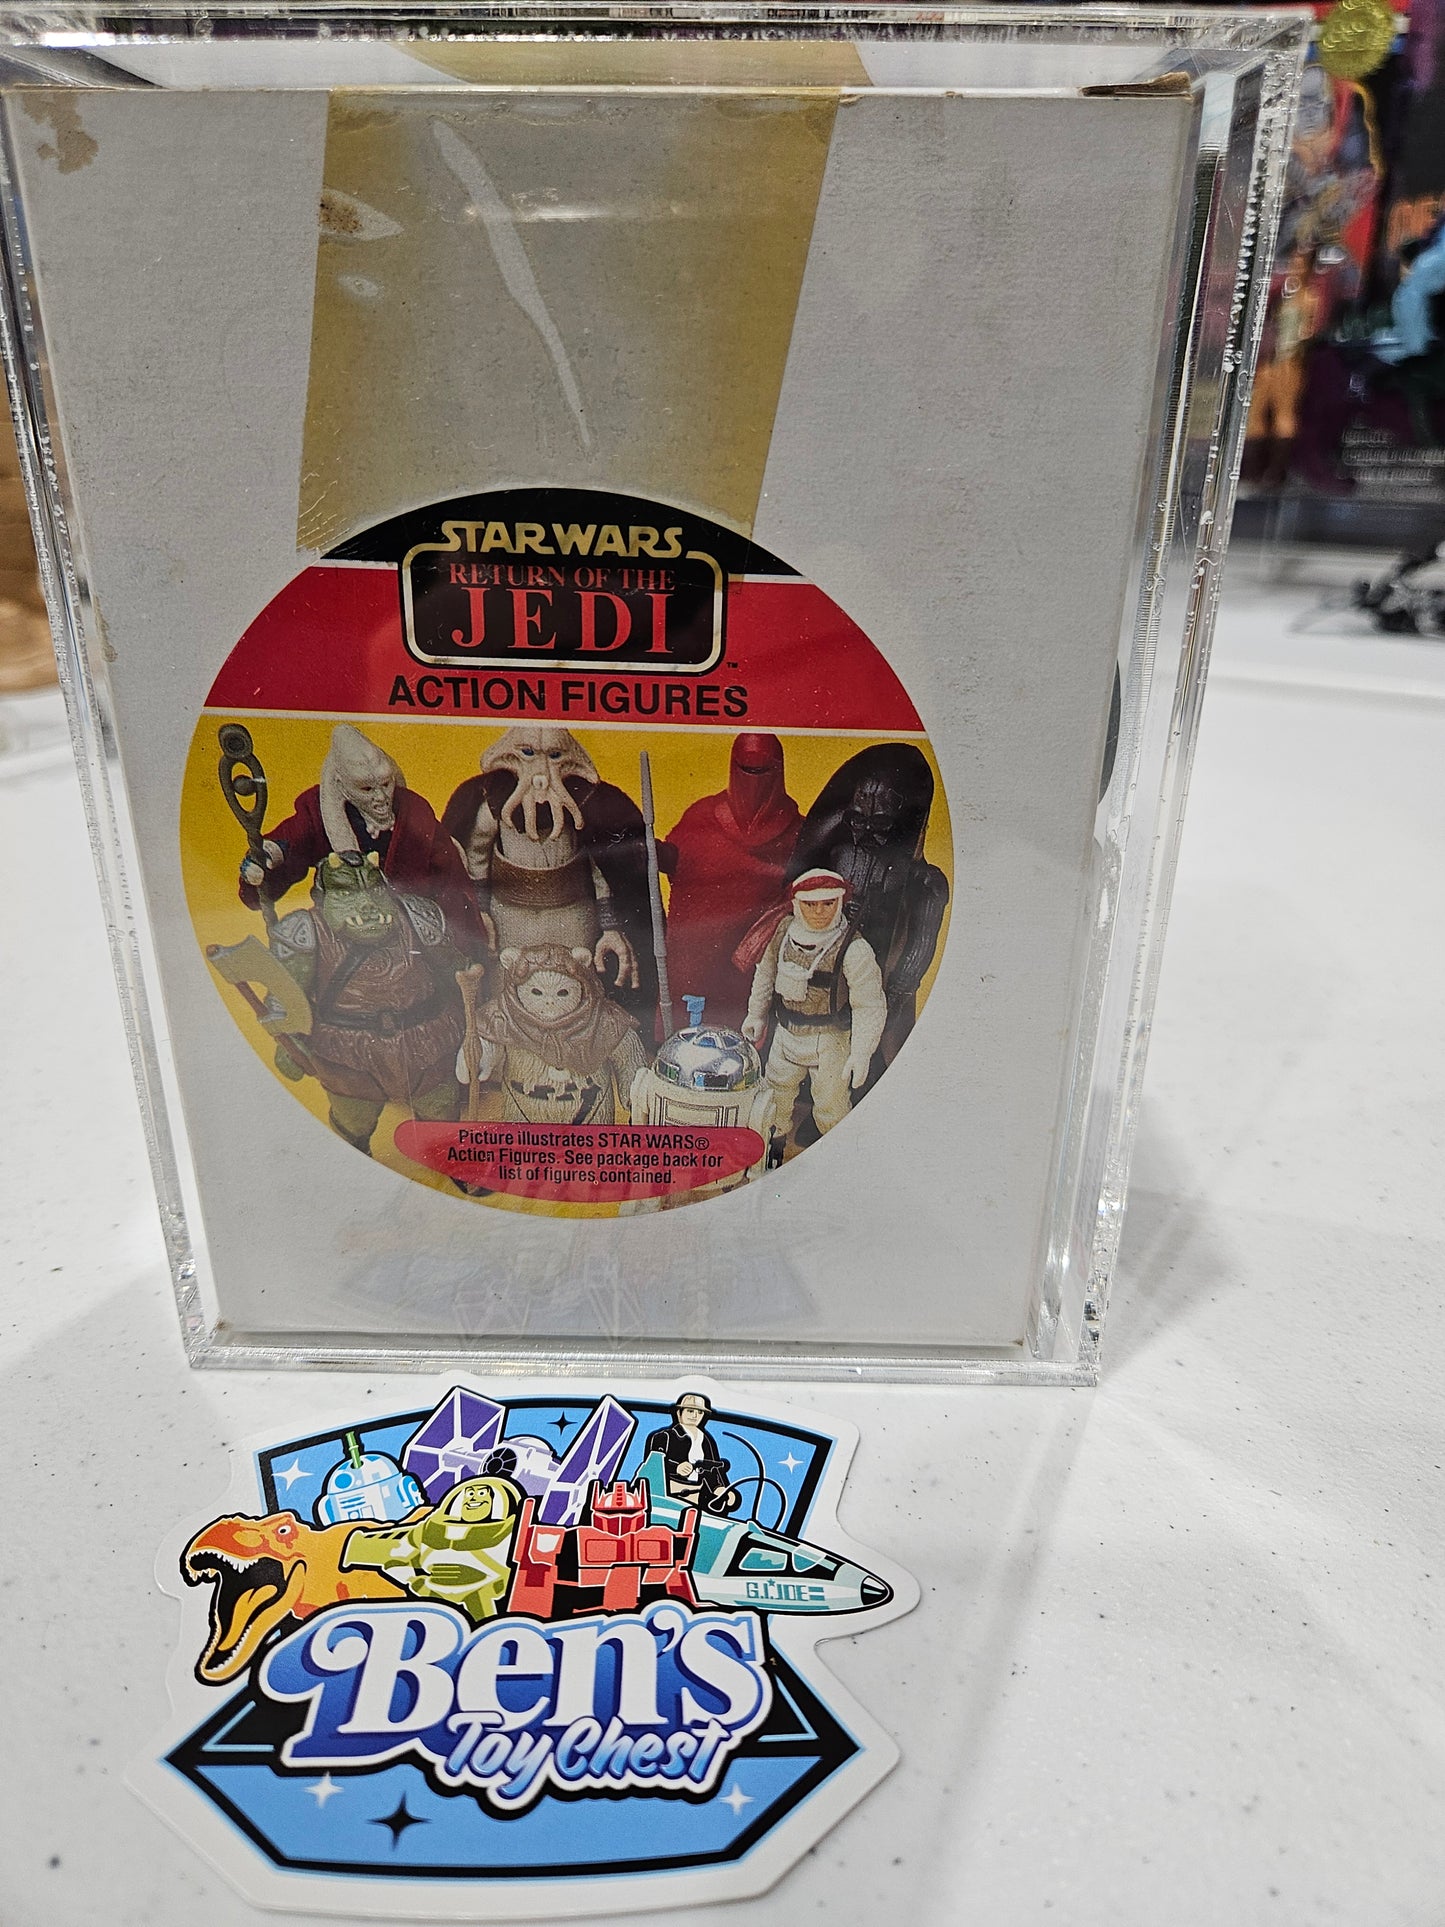 STAR WARS
RETURN OF THE
JEDI
™
ACTION FIGURES
Picture illustrates STAR WARS®
Action Figures. See package back for
list of figures contained.
G.I. JOE
Ben's
Toy Chest